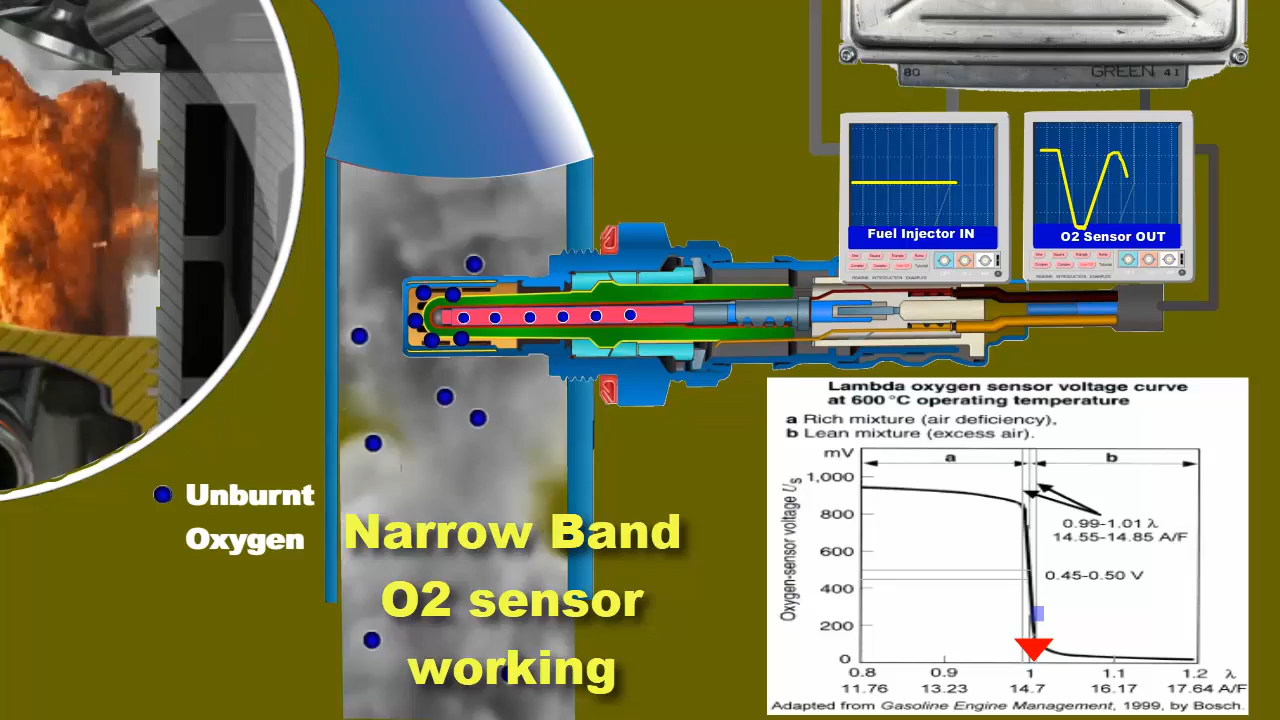 80 GREEN 41
Fuel Injector IN
O2 Sensor OUT
Unburnt
Oxygen
Narrow Band
O2 sensor
working
Lambda oxygen sensor voltage curve
at 600 °C operating temperature
a Rich mixture (air deficiency),
b Lean mixture (excess air).
mV
a
b
Oxygen-sensor voltage Us
1,000
800
600
400
200
0
0.99-1.01 λ
14.55-14.85 A/F
0.45-0.50 V
0.8 0.9 1 1.1 1.2 λ
11.76 13.23 14.7 16.17 17.64 A/F
Adapted from Gasoline Engine Management, 1999, by Bosch.